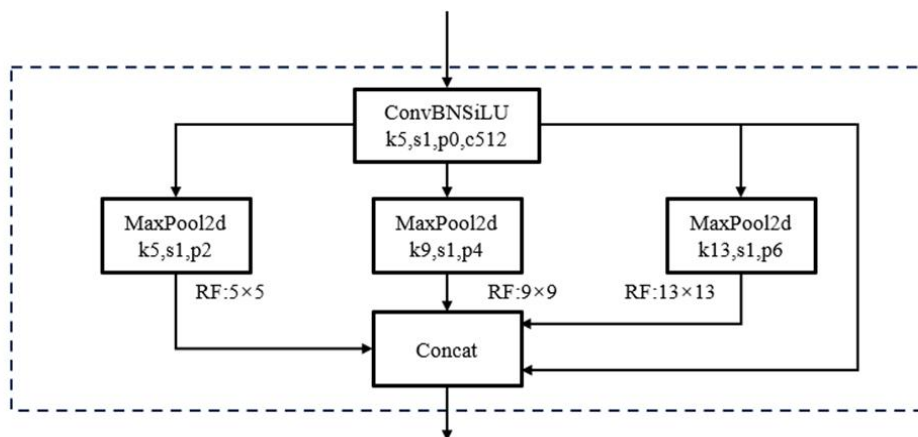 ConvBNSiLU
k5,s1,p0,c512
MaxPool2d
k5,s1,p2
MaxPool2d
k9,s1,p4
MaxPool2d
k13,s1,p6
RF:5×5
RF:9×9
RF:13×13
Concat